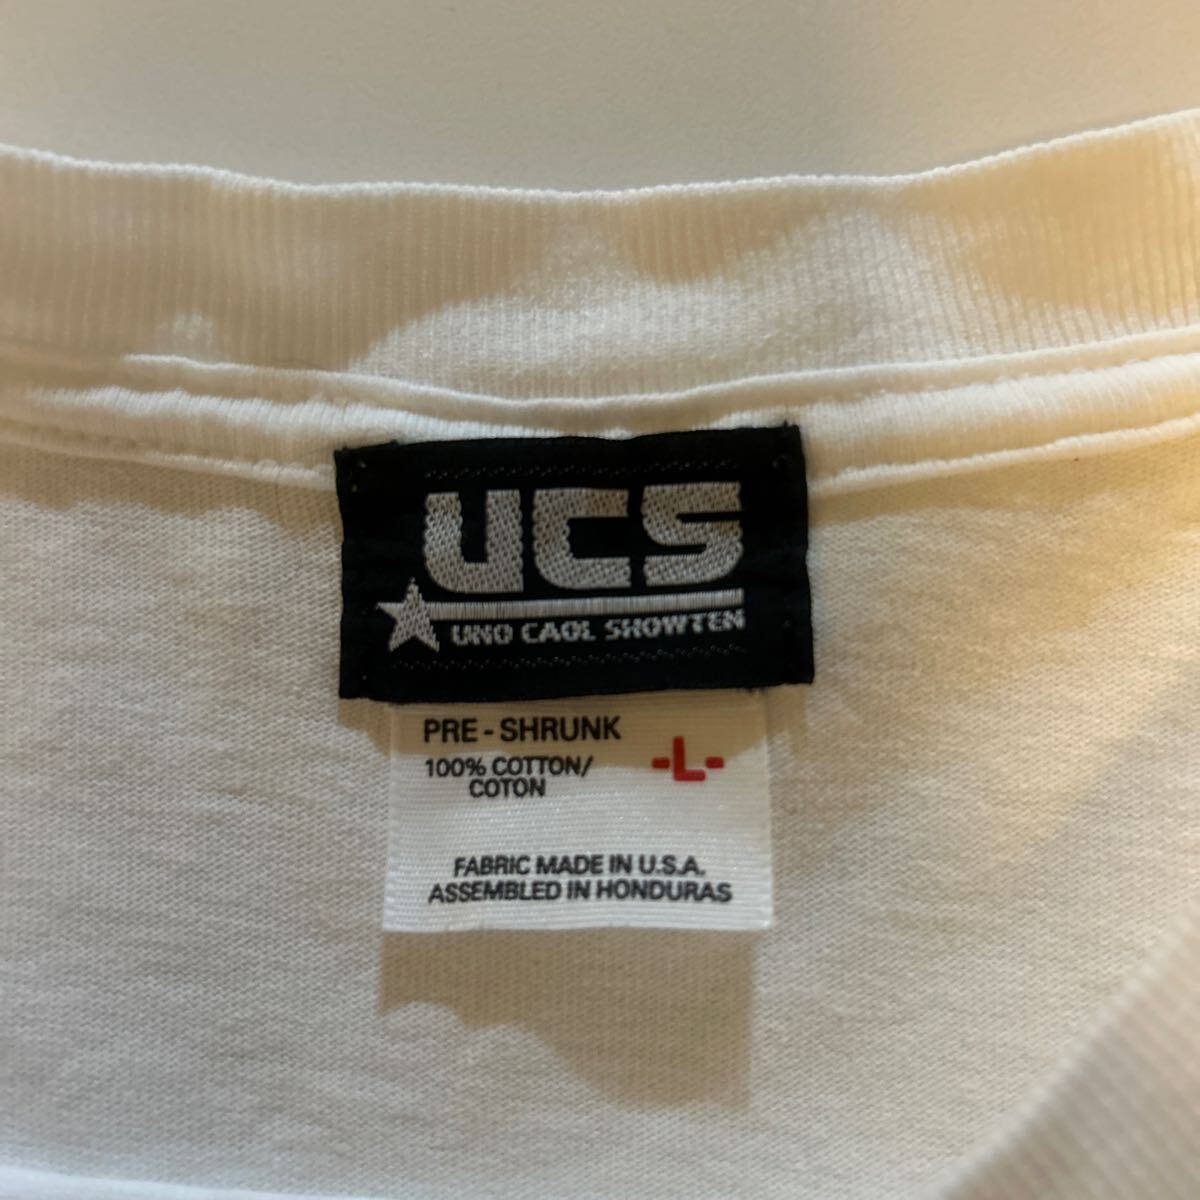 UCS
UNO CAOL SHOWTEN
PRE - SHRUNK
-L-
100% COTTON/
COTON
FABRIC MADE IN U.S.A.
ASSEMBLED IN HONDURAS